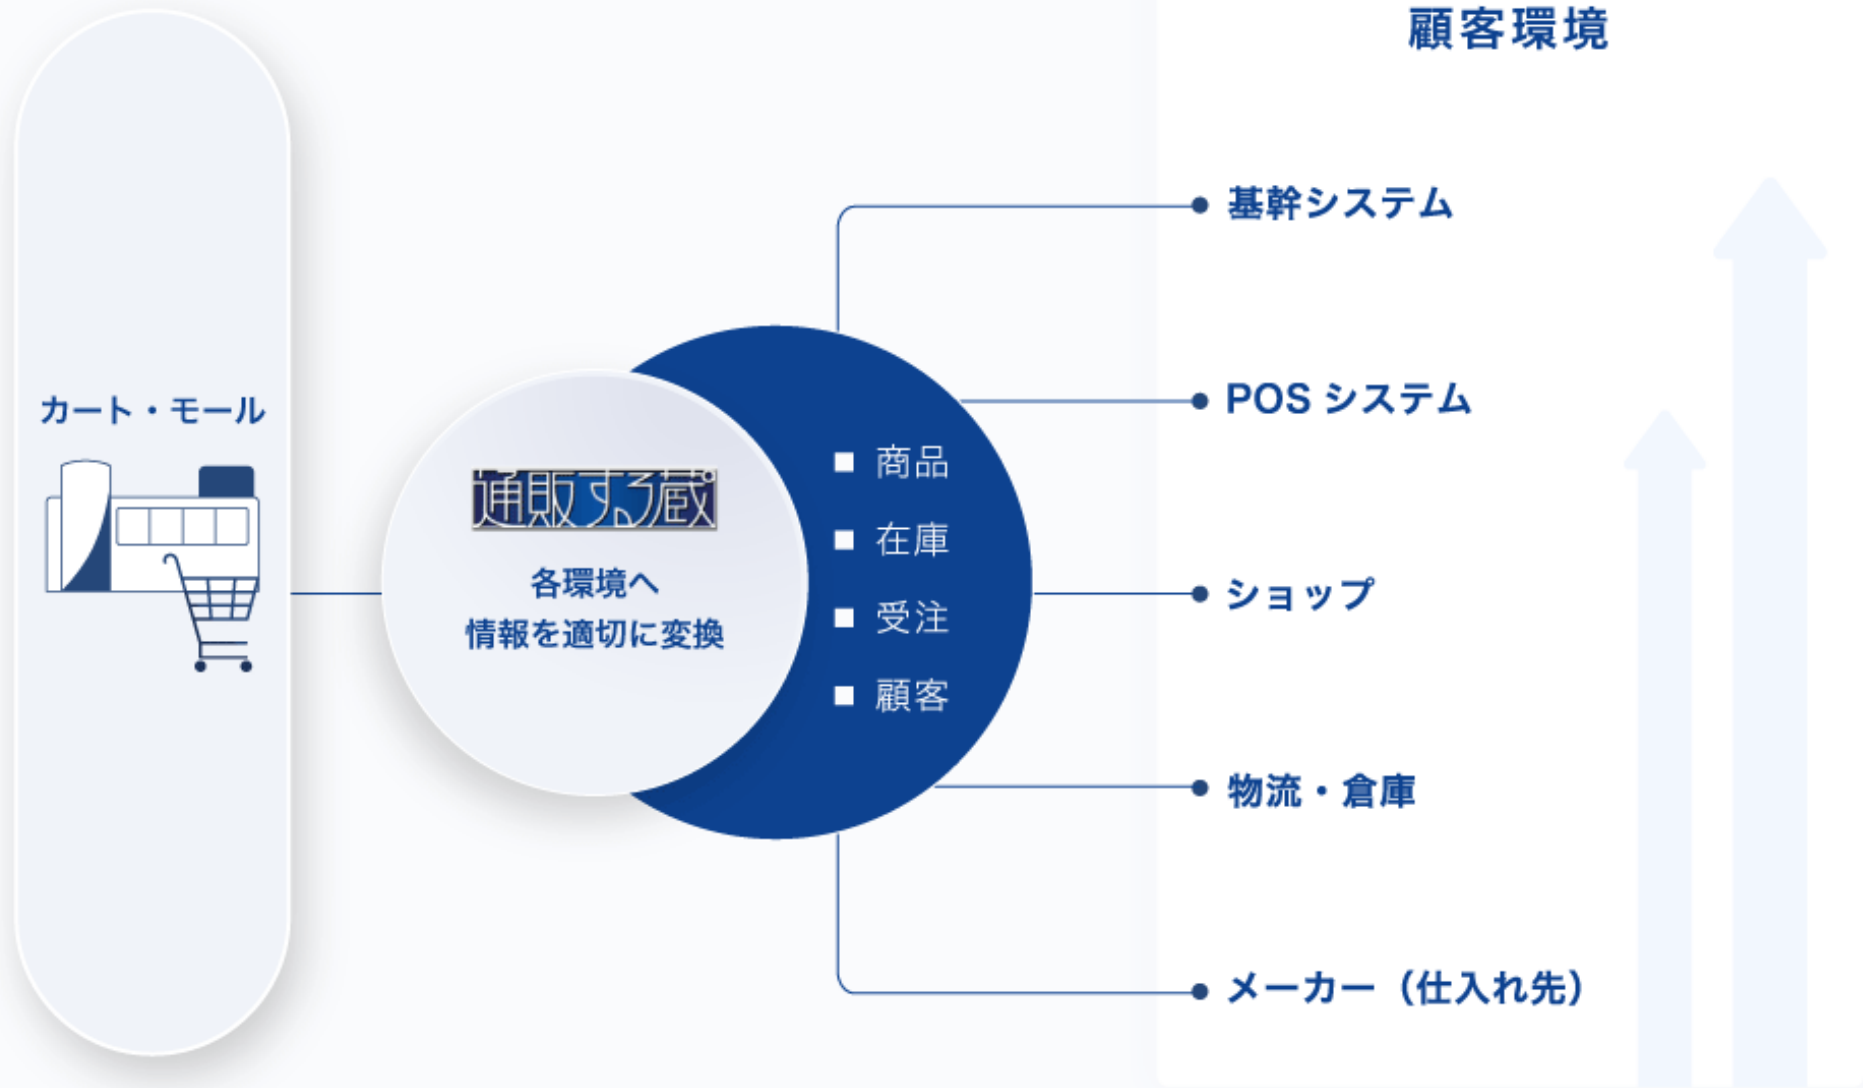 顧客環境
カート・モール
通販する蔵
各環境へ
情報を適切に変換
商品
在庫
受注
顧客
基幹システム
POS システム
ショップ
物流・倉庫
メーカー（仕入れ先）